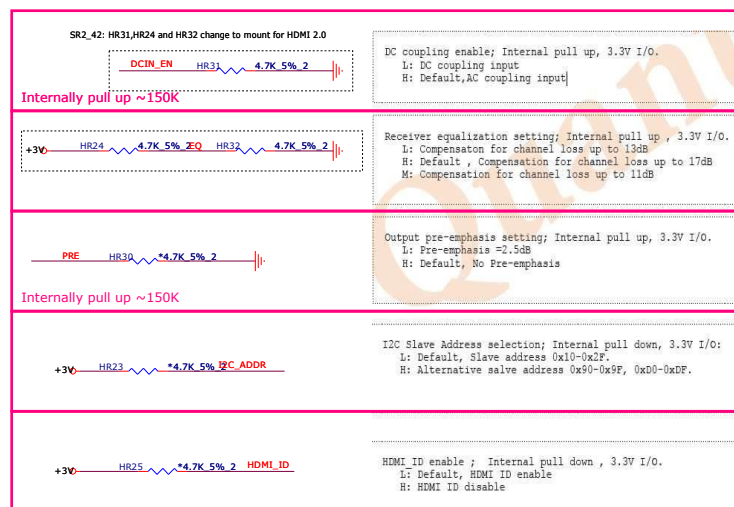 SR2_42: HR31,HR24 and HR32 change to mount for HDMI 2.0
DCIN_EN HR31 4.7K_5%_2
Internally pull up ~150K
DC coupling enable; Internal pull up, 3.3V I/O.
L: DC coupling input
H: Default,AC coupling input
+3V HR24 4.7K_5%_2 EQ HR32 4.7K_5%_2
Receiver equalization setting; Internal pull up , 3.3V I/O.
L: Compensaton for channel loss up to 13dB
H: Default , Compensation for channel loss up to 17dB
M: Compensation for channel loss up to 11dB
PRE HR30 *4.7K_5%_2
Internally pull up ~150K
Output pre-emphasis setting; Internal pull up, 3.3V I/O.
L: Pre-emphasis =2.5dB
H: Default, No Pre-emphasis
+3V HR23 *4.7K_5%_2 I2C_ADDR
I2C Slave Address selection; Internal pull down, 3.3V I/O:
L: Default, Slave address 0x10-0x2F.
H: Alternative salve address 0x90-0x9F, 0xD0-0xDF.
+3V HR25 *4.7K_5%_2 HDMI_ID
HDMI_ID enable ; Internal pull down , 3.3V I/O.
L: Default, HDMI ID enable
H: HDMI ID disable